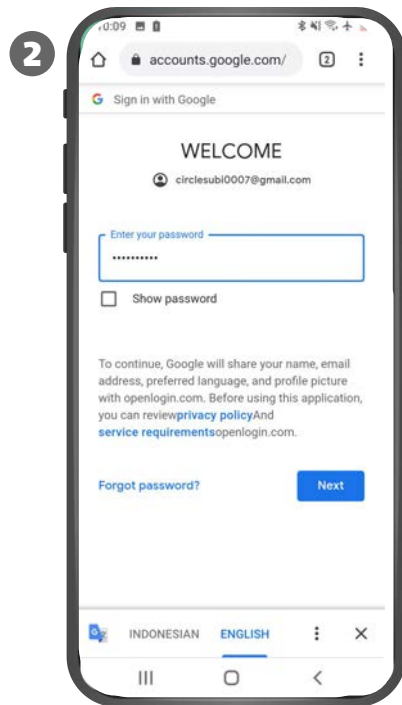 2
10:09
accounts.google.com/ 2
G Sign in with Google
WELCOME
circlesubi0007@gmail.com
Enter your password
••••••••••
Show password
To continue, Google will share your name, email
address, preferred language, and profile picture
with openlogin.com. Before using this application,
you can reviewprivacy policyAnd
service requirementsopenlogin.com.
Forgot password? Next
INDONESIAN ENGLISH